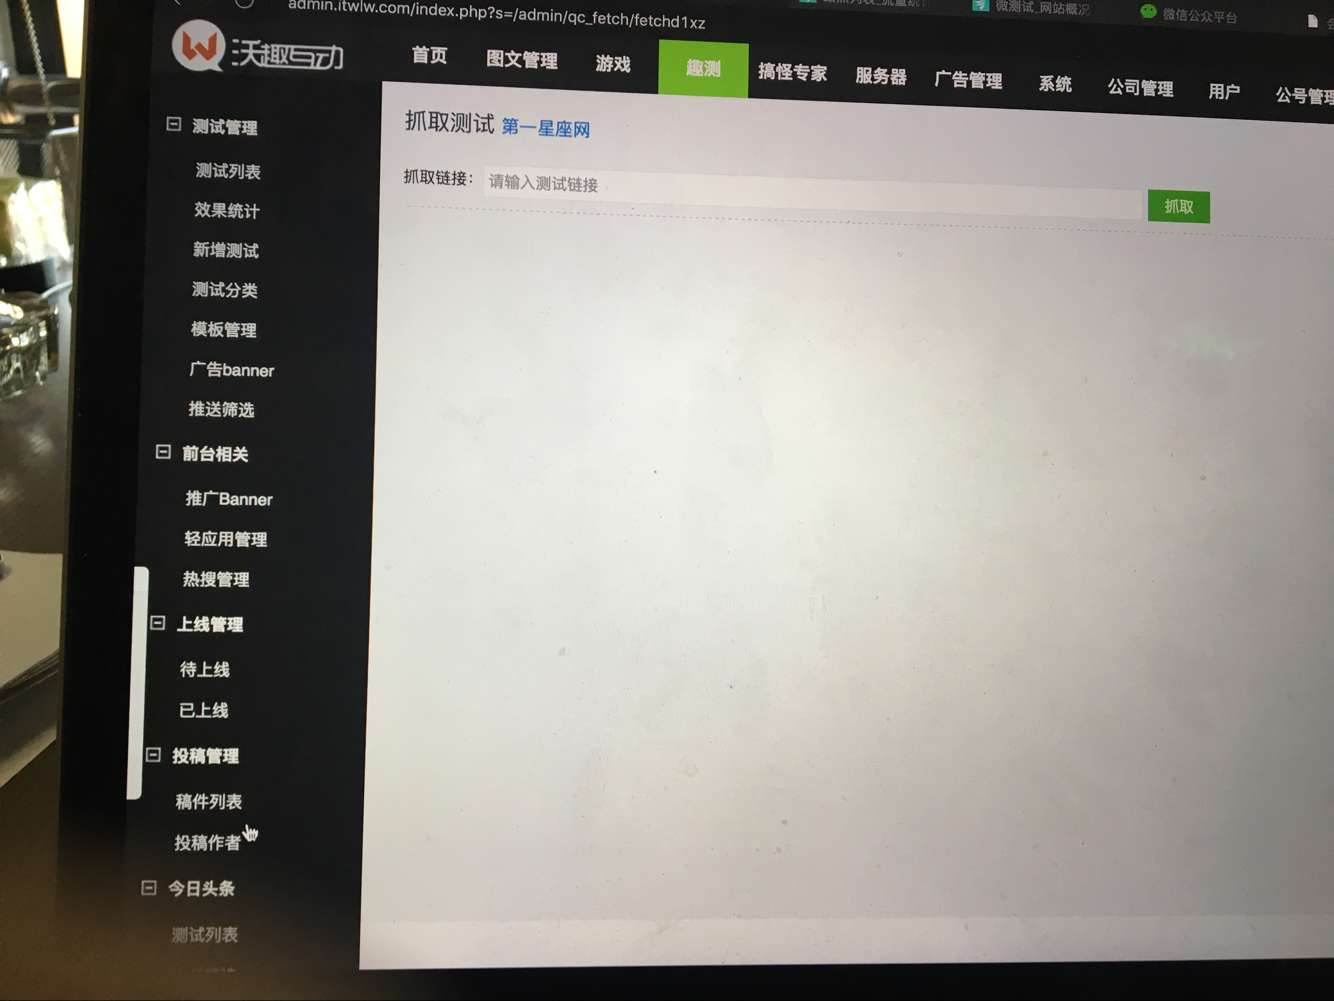 admin.itwlw.com/index.php?s=/admin/qc_fetch/fetchd1xz
微测试_网站概况
微信公众平台
沃趣互动
首页 图文管理 游戏 趣测 搞怪专家 服务器 广告管理 系统 公司管理 用户 公号管理
测试管理
测试列表
效果统计
新增测试
测试分类
模板管理
广告banner
推送筛选
前台相关
推广Banner
轻应用管理
热搜管理
上线管理
待上线
已上线
投稿管理
稿件列表
投稿作者
今日头条
测试列表
抓取测试 第一星座网
抓取链接： 请输入测试链接 抓取